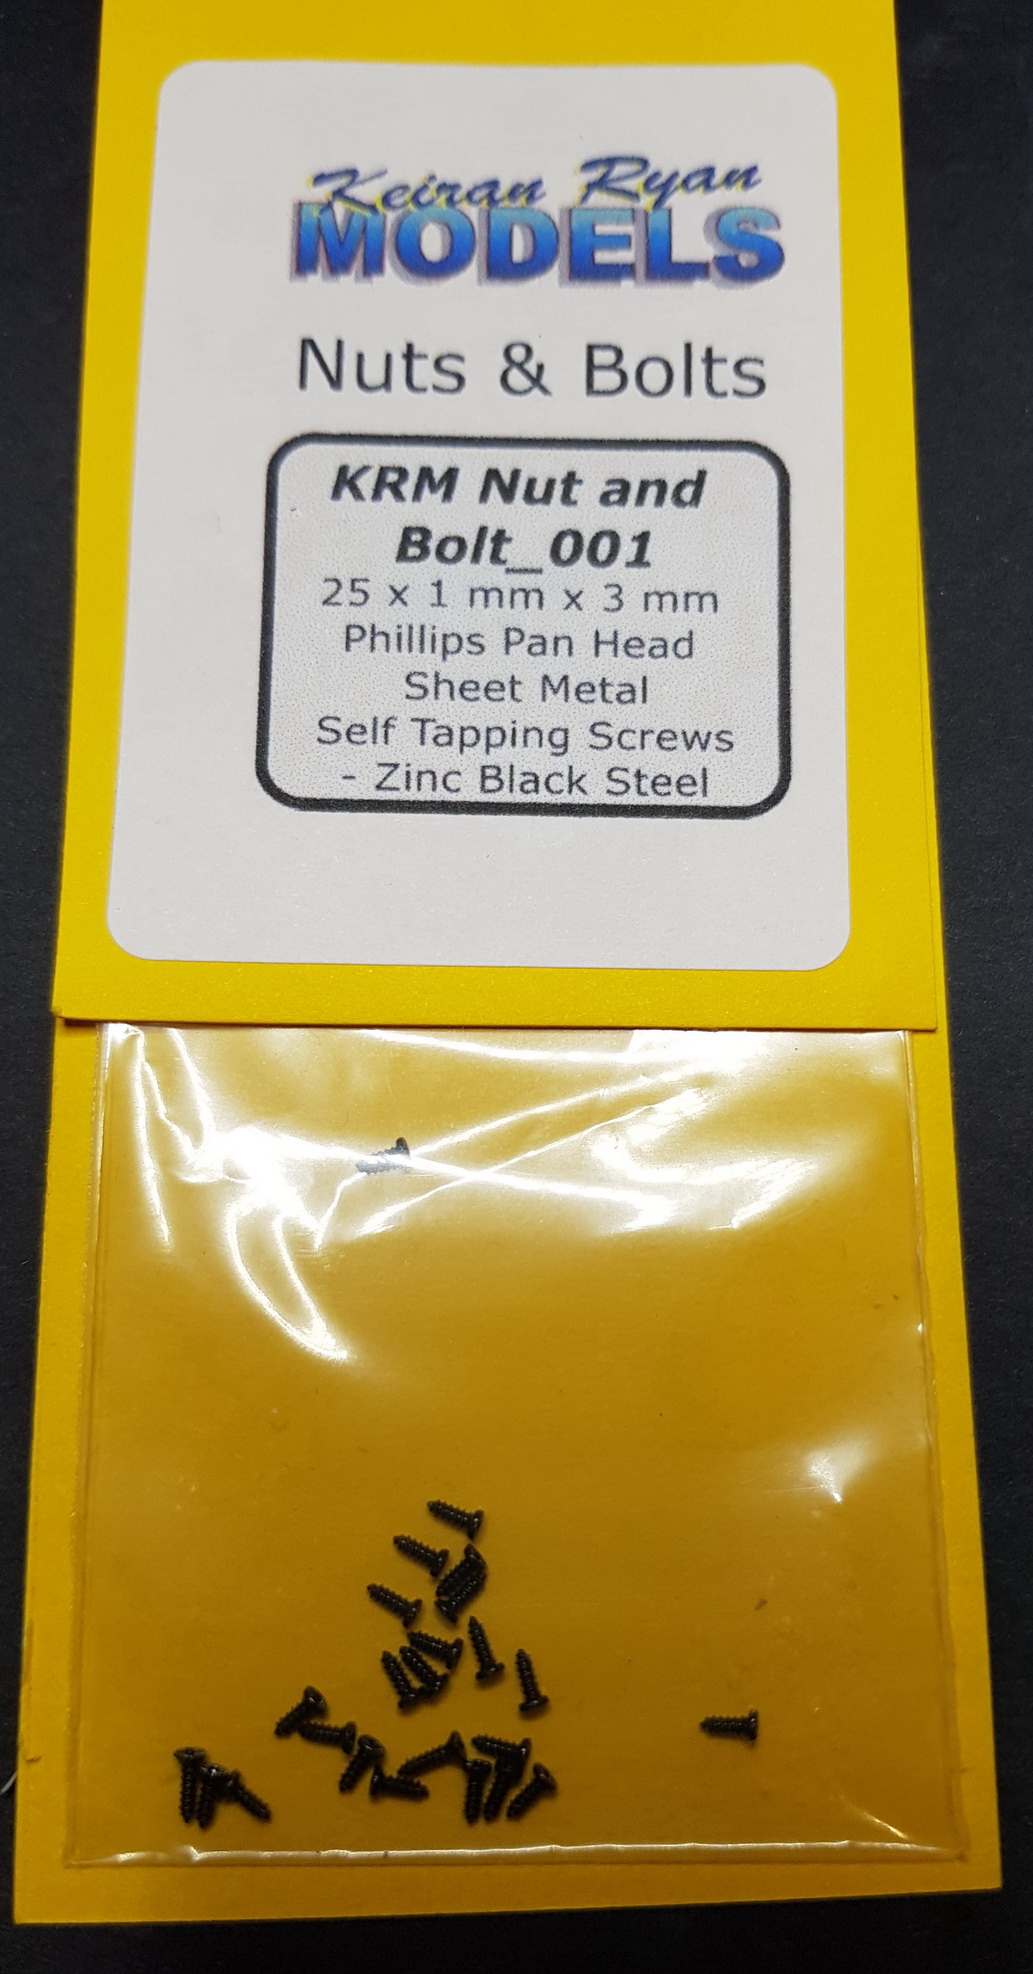 Keiran Ryan
MODELS
Nuts & Bolts
KRM Nut and
Bolt_001
25 x 1 mm x 3 mm
Phillips Pan Head
Sheet Metal
Self Tapping Screws
- Zinc Black Steel